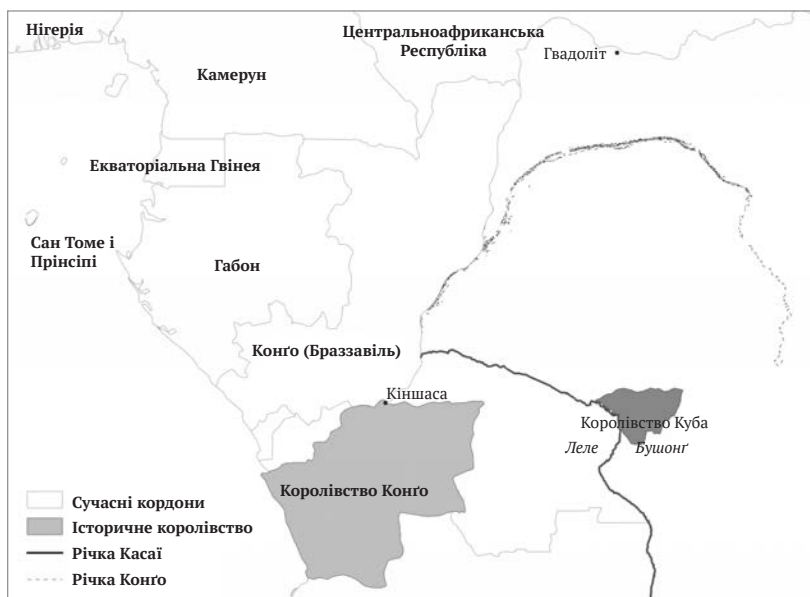 Нігерія
Центральноафриканська
Республіка
Гвадоліт
Камерун
Екваторіальна Гвінея
Сан Томе і
Прінсіпі
Габон
Конґо (Браззавіль)
Кіншаса
Королівство Куба
Леле
Бушонґ
Королівство Конґо
Сучасні кордони
Історичне королівство
Річка Касаї
Річка Конґо